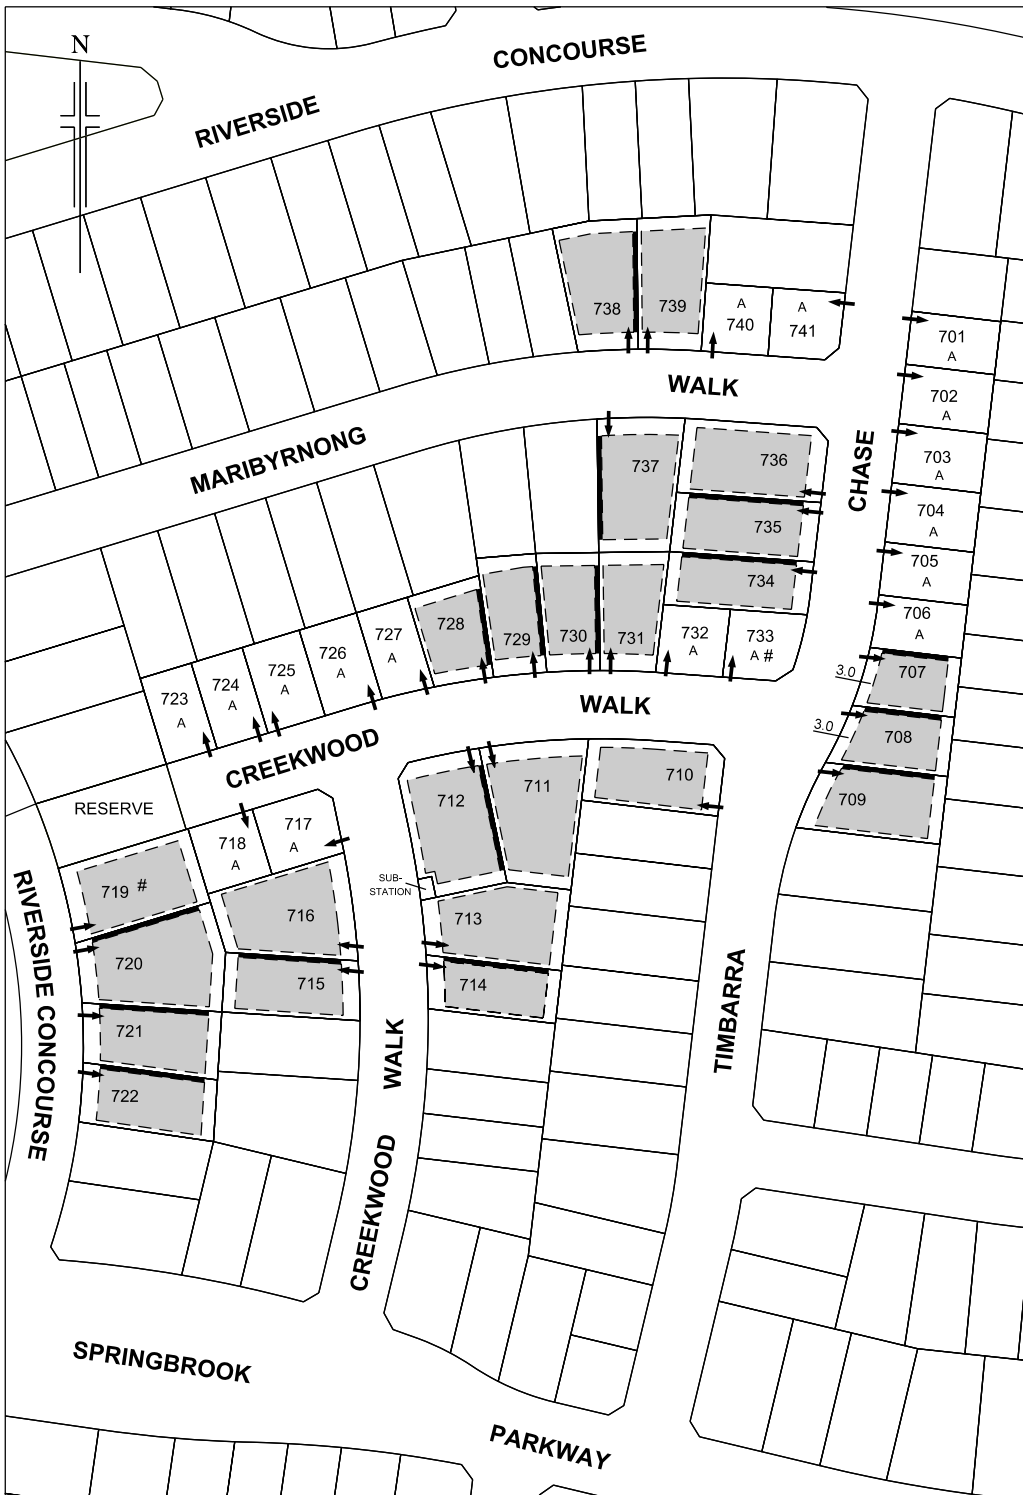 N
CONCOURSE
RIVERSIDE
738
739
A
740
A
741
701
A
WALK
702
A
MARIBYRNONG
CHASE
737
736
703
A
704
A
735
705
A
734
706
A
728
729
730
731
732
A
733
A #
727
A
726
A
725
A
724
A
723
A
3.0
707
WALK
3.0
708
CREEKWOOD
710
709
712
711
RESERVE
717
A
718
A
SUB-
STATION
719 #
716
713
720
715
714
721
722
RIVERSIDE CONCOURSE
WALK
CREEKWOOD
TIMBARRA
SPRINGBROOK
PARKWAY